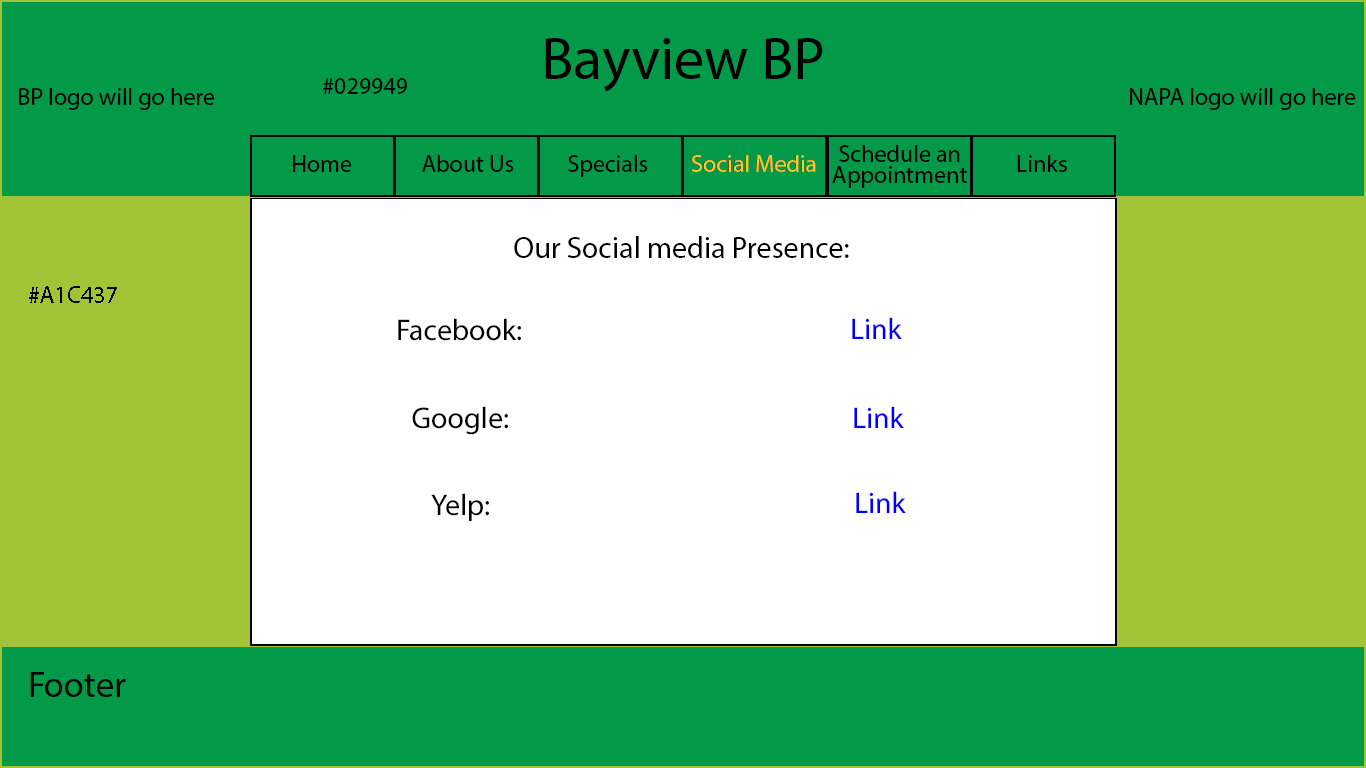 Bayview BP
#029949
BP logo will go here
NAPA logo will go here
Home
About Us
Specials
Social Media
Schedule an
Appointment
Links
Our Social media Presence:
#A1C437
Facebook: Link
Google: Link
Yelp: Link
Footer